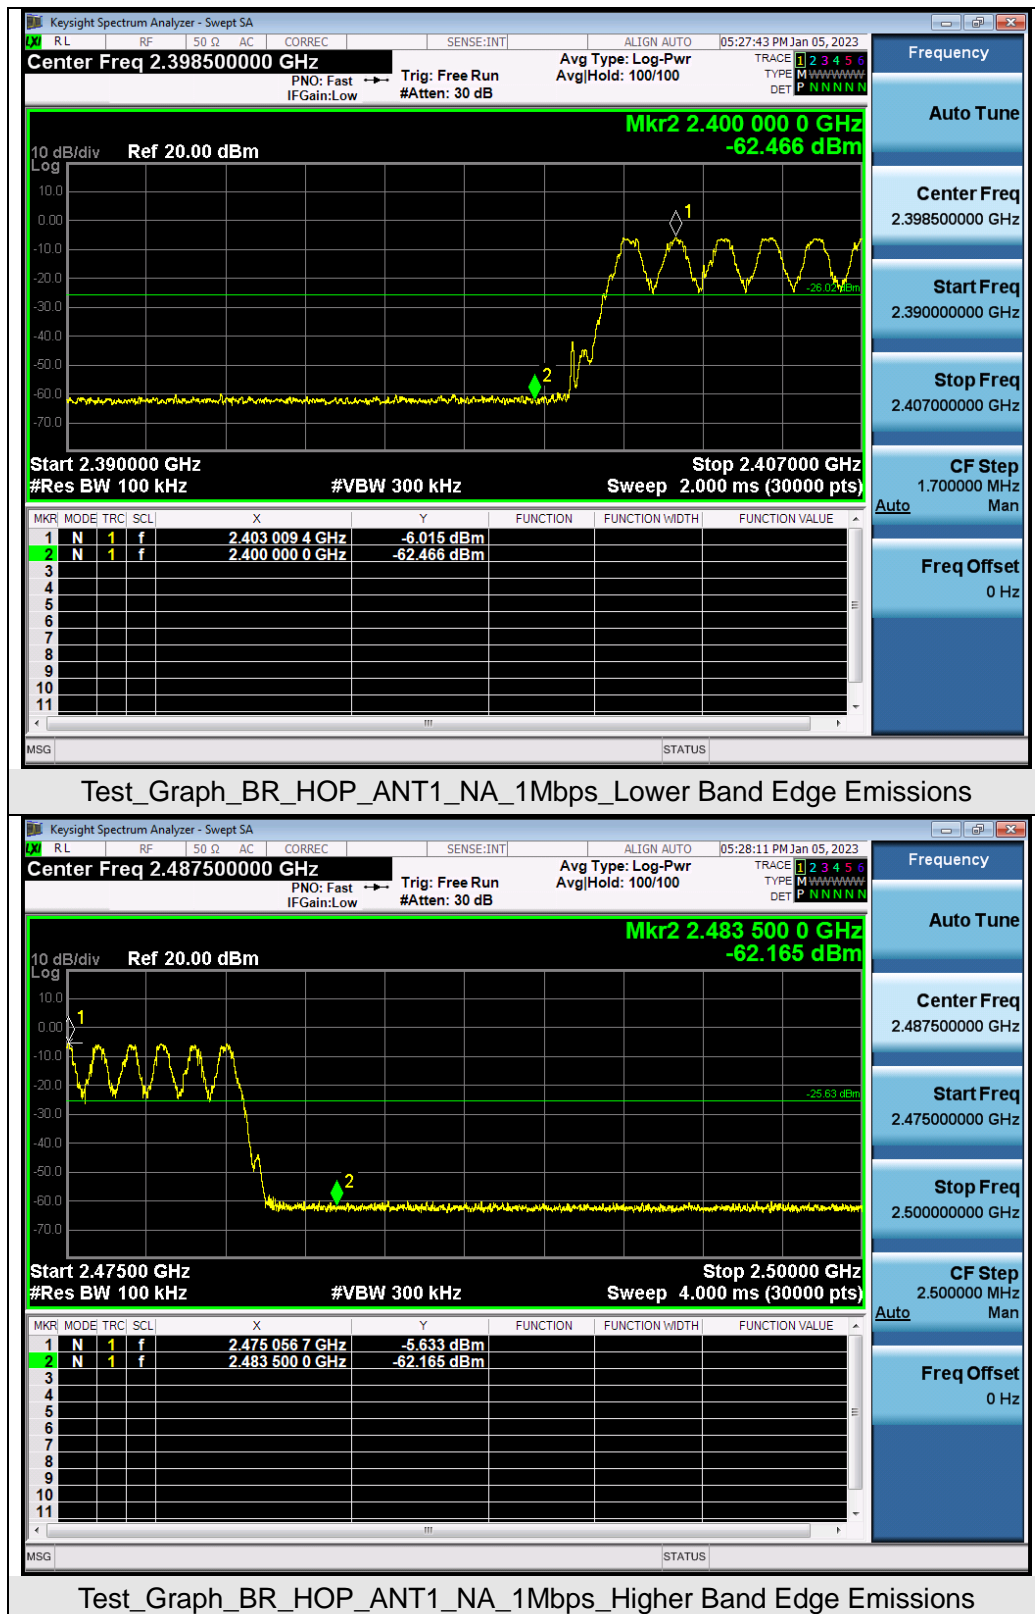 Keysight Spectrum Analyzer - Swept SA
LXI RL RF 50 Ω AC CORREC SENSE:INT ALIGN AUTO 05:27:43 PM Jan 05, 2023
Center Freq 2.398500000 GHz
PNO: Fast
IFGain:Low
Trig: Free Run
#Atten: 30 dB
Avg Type: Log-Pwr
Avg|Hold: 100/100
TRACE 1 2 3 4 5 6
TYPE M WWWWW
DET P N N N N N
Mkr2 2.400 000 0 GHz
-62.466 dBm
10 dB/div Ref 20.00 dBm
Log
10.0
0.00
-10.0
-20.0
-30.0
-40.0
-50.0
-60.0
-70.0
1
2
-26.02 dBm
Start 2.390000 GHz Stop 2.407000 GHz
#Res BW 100 kHz #VBW 300 kHz Sweep 2.000 ms (30000 pts)
MKR MODE TRC SCL X Y FUNCTION FUNCTION WIDTH FUNCTION VALUE
1 N 1 f 2.403 009 4 GHz -6.015 dBm
2 N 1 f 2.400 000 0 GHz -62.466 dBm
3
4
5
6
7
8
9
10
11
MSG STATUS
Frequency
Auto Tune
Center Freq
2.398500000 GHz
Start Freq
2.390000000 GHz
Stop Freq
2.407000000 GHz
CF Step
1.700000 MHz
Auto Man
Freq Offset
0 Hz
Test_Graph_BR_HOP_ANT1_NA_1Mbps_Lower Band Edge Emissions
Keysight Spectrum Analyzer - Swept SA
LXI RL RF 50 Ω AC CORREC SENSE:INT ALIGN AUTO 05:28:11 PM Jan 05, 2023
Center Freq 2.487500000 GHz
PNO: Fast
IFGain:Low
Trig: Free Run
#Atten: 30 dB
Avg Type: Log-Pwr
Avg|Hold: 100/100
TRACE 1 2 3 4 5 6
TYPE M WWWWW
DET P N N N N N
Mkr2 2.483 500 0 GHz
-62.165 dBm
10 dB/div Ref 20.00 dBm
Log
10.0
0.00
-10.0
-20.0
-30.0
-40.0
-50.0
-60.0
-70.0
1
2
-25.63 dBm
Start 2.47500 GHz Stop 2.50000 GHz
#Res BW 100 kHz #VBW 300 kHz Sweep 4.000 ms (30000 pts)
MKR MODE TRC SCL X Y FUNCTION FUNCTION WIDTH FUNCTION VALUE
1 N 1 f 2.475 056 7 GHz -5.633 dBm
2 N 1 f 2.483 500 0 GHz -62.165 dBm
3
4
5
6
7
8
9
10
11
MSG STATUS
Frequency
Auto Tune
Center Freq
2.487500000 GHz
Start Freq
2.475000000 GHz
Stop Freq
2.500000000 GHz
CF Step
2.500000 MHz
Auto Man
Freq Offset
0 Hz
Test_Graph_BR_HOP_ANT1_NA_1Mbps_Higher Band Edge Emissions